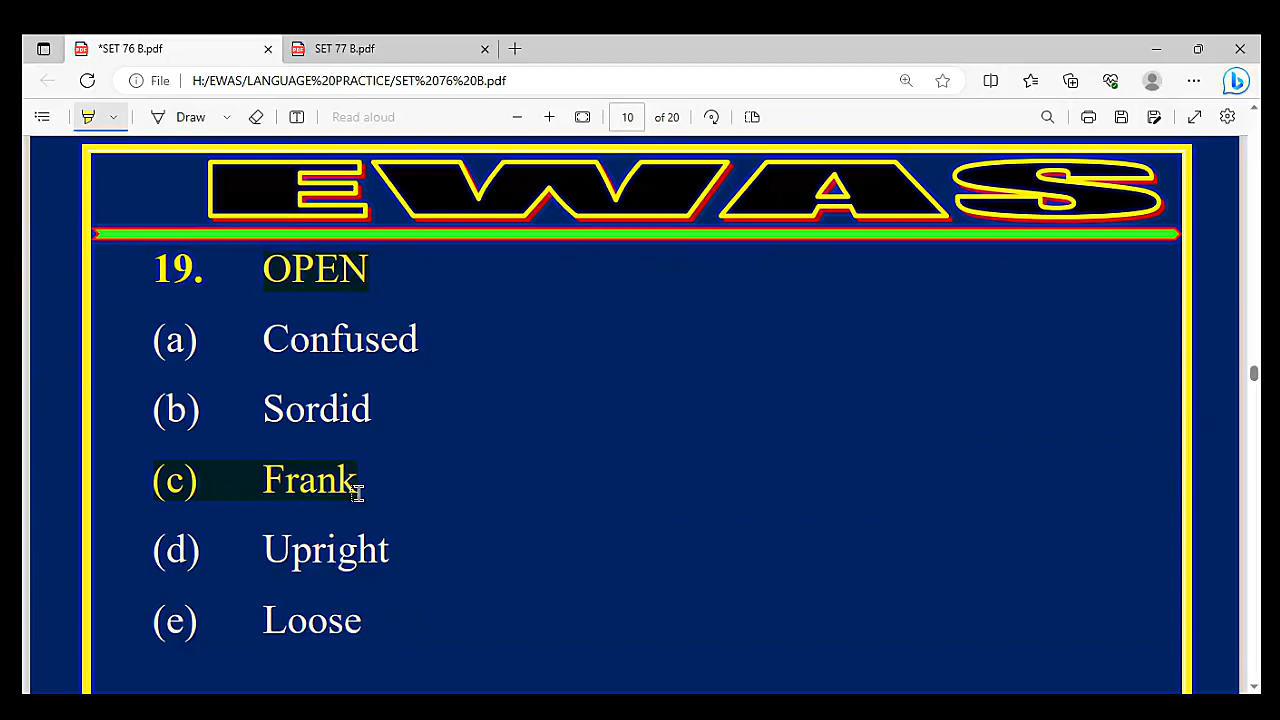 *SET 76 B.pdf
SET 77 B.pdf
File
H:/EWAS/LANGUAGE%20PRACTICE/SET%2076%20B.pdf
Draw
Read aloud
10 of 20
EWAS
19. OPEN
(a) Confused
(b) Sordid
(c) Frank
(d) Upright
(e) Loose